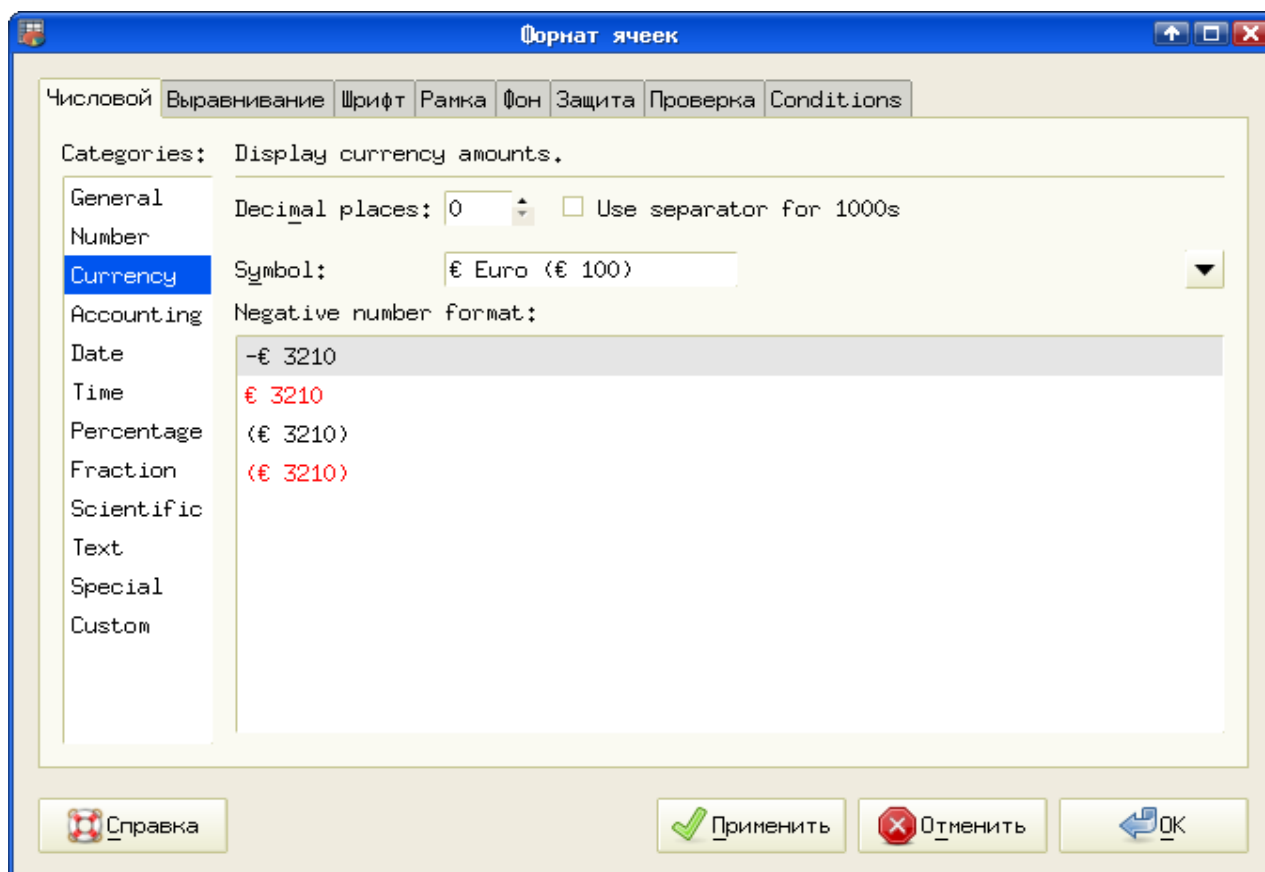 Формат ячеек
Числовой Выравнивание Шрифт Рамка Фон Защита Проверка Conditions
Categories:
General
Number
Currency
Accounting
Date
Time
Percentage
Fraction
Scientific
Text
Special
Custom
Display currency amounts.
Decimal places: 0 Use separator for 1000s
Symbol: € Euro (€ 100)
Negative number format:
-€ 3210
€ 3210
(€ 3210)
(€ 3210)
Справка Применить Отменить OK